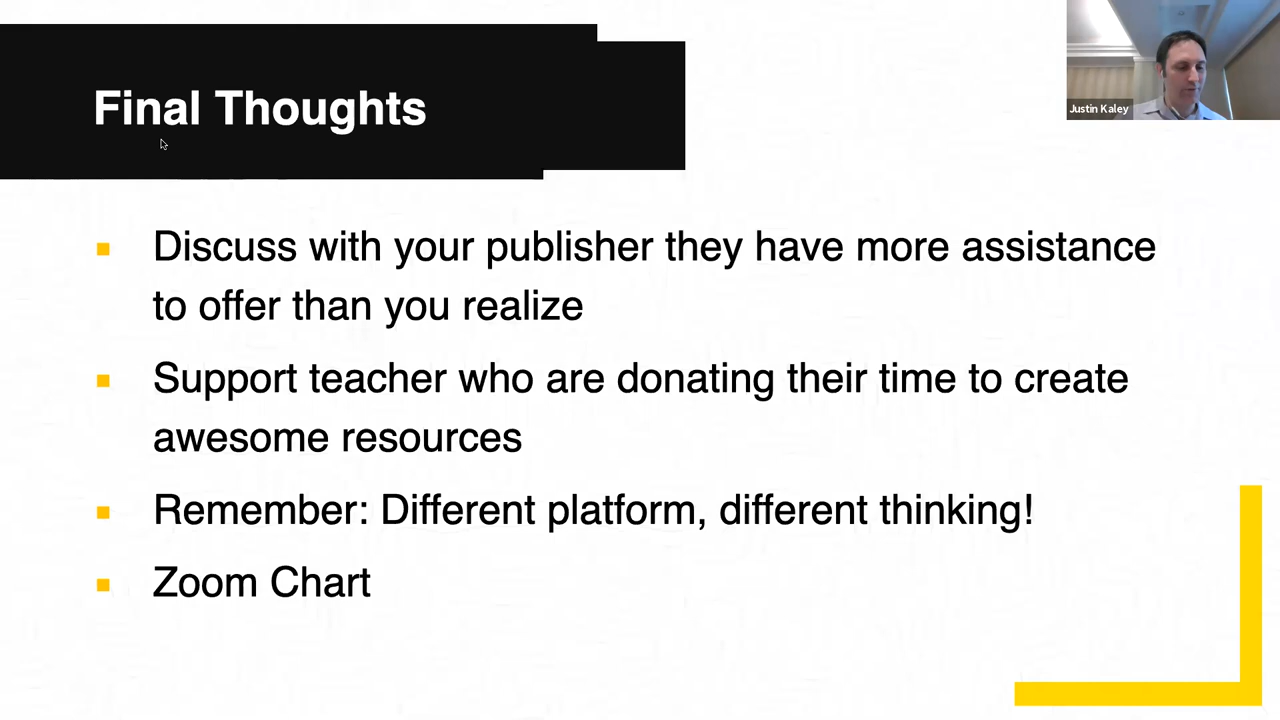 Final Thoughts
Justin Kaley
Discuss with your publisher they have more assistance
to offer than you realize
Support teacher who are donating their time to create
awesome resources
Remember: Different platform, different thinking!
Zoom Chart